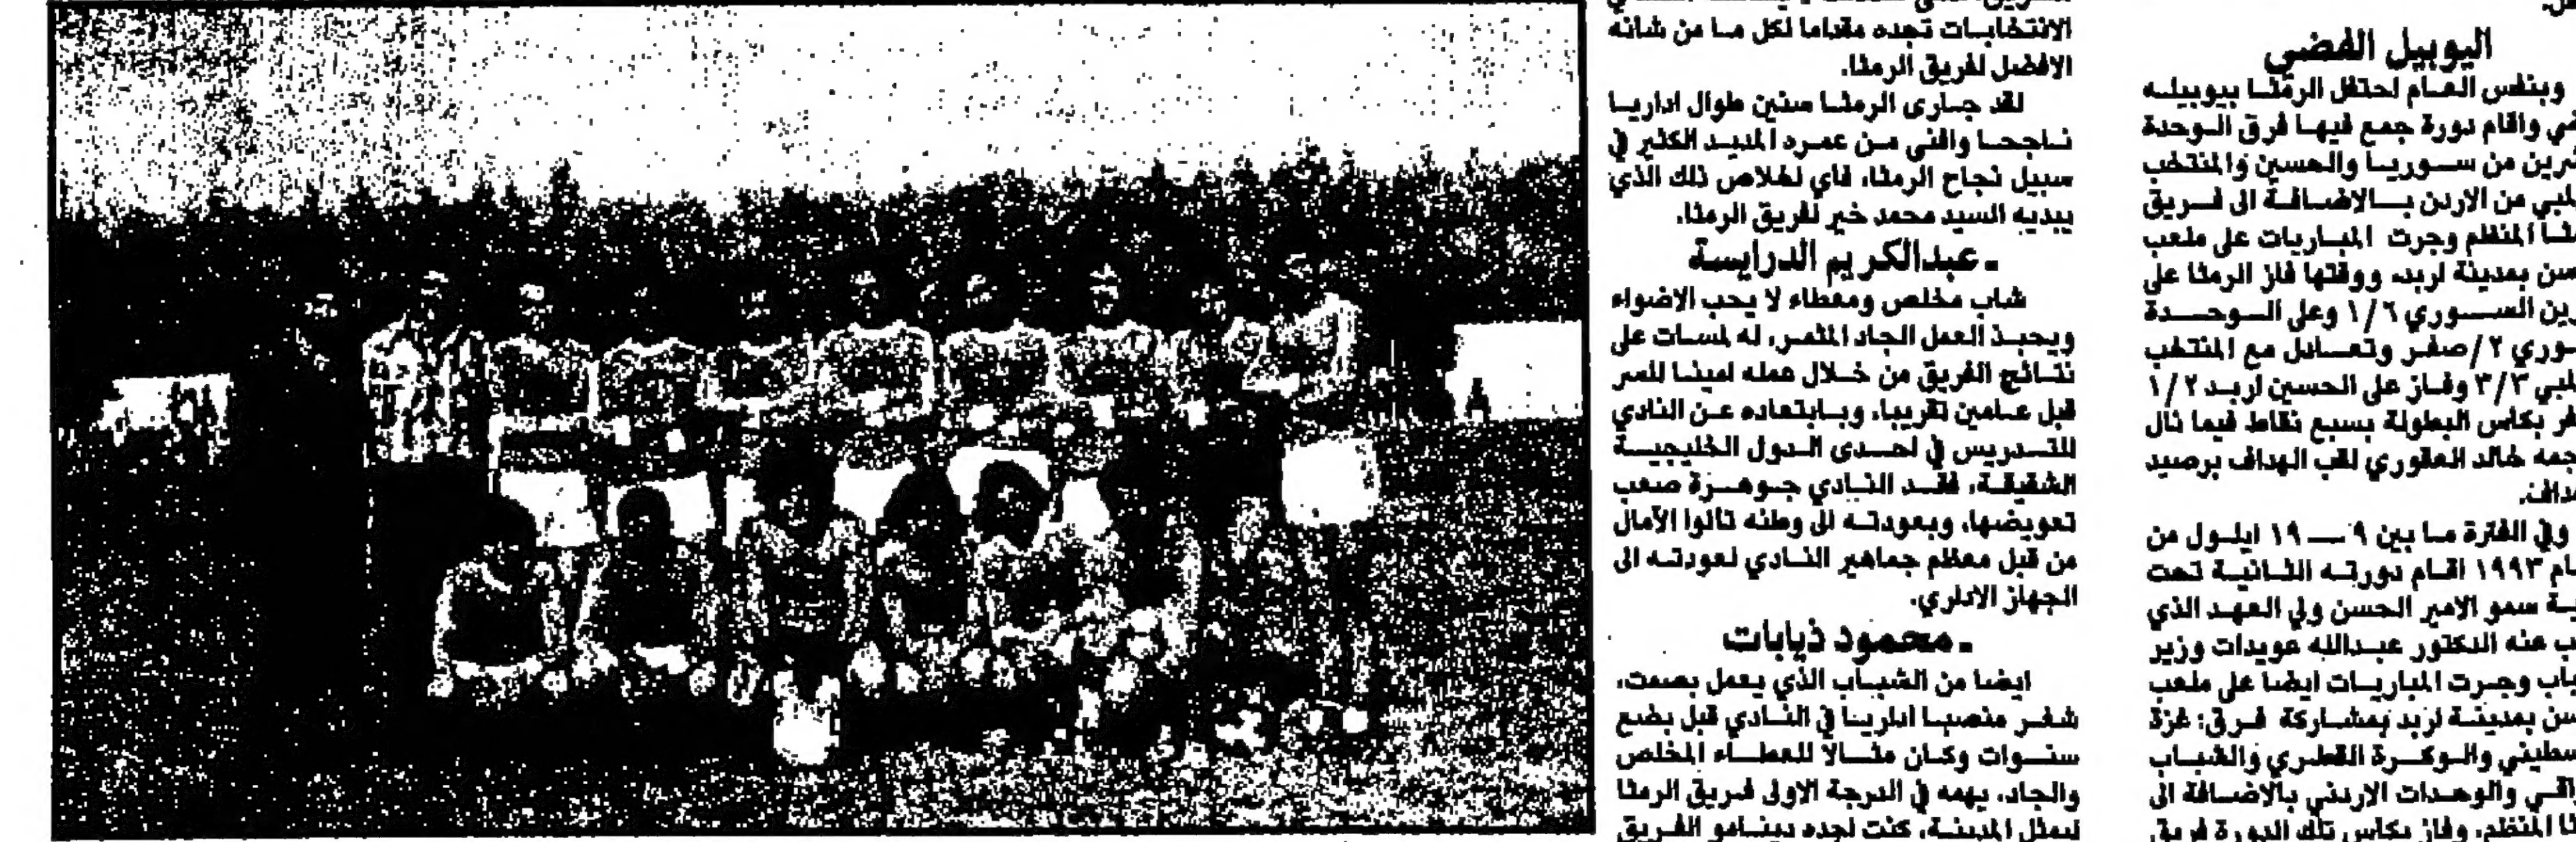 اليوبيل الفضي
وبنفس العام احتفل الرمثا بيوبيله
واقام دورة جمع فيها فرق الوحدة
من سوريا والحسين والمنتخب
من الاردن بالاضافة الى فريق
المنظم وجرت المباريات على ملعب
بمدينة اربد، ووقتها فاز الرمثا على
السوري ١/٦ وعلى الوحدة
٢/صفر وتعادل مع المنتخب
٣/٣ وفاز على الحسين اربد ١/٢
بكاس البطولة بسبع نقاط فيما نال
خالد العقوري لقب الهداف برصيد
وفي الفترة ما بين ٩ — ١٩ ايلول من
١٩٩٣ اقام دورته الثانية تحت
سمو الامير الحسن ولي العهد الذي
عنه الدكتور عبدالله عويدات وزير
وجرت المباريات ايضا على ملعب
بمدينة اربد بمشاركة فرق: غزة
والوكرة القطري والشباب
والوحدات الاردني بالاضافة الى
المنظم، وفاز بكاس تلك الدورة فريق
الانتخابات تجده مقداما لكل ما من شانه
الافضل لفريق الرمثا.
لقد جارى الرمثا سنين طوال اداريا
ناجحا وافنى من عمره المديد الكثير في
سبيل نجاح الرمثا، فاي اخلاص ذلك الذي
يبديه السيد محمد خير لفريق الرمثا.
ـ عبدالكريم الدرايسة
شاب مخلص ومعطاء لا يحب الاضواء
ويحبذ العمل الجاد المثمر، له لمسات على
نتائج الفريق من خلال عمله امينا للسر
قبل عامين تقريبا، وبابتعاده عن النادي
للتدريس في احدى الدول الخليجية
الشقيقة، فقد النادي جوهرة صعب
تعويضها، وبعودته الى وطنه تالوا الآمال
من قبل معظم جماهير النادي لعودته الى
الجهاز الاداري.
ـ محمود ذيابات
ايضا من الشباب الذي يعمل بصمت،
شغر منصبا اداريا في النادي قبل بضع
سنوات وكان مثالا للعطاء المخلص
والجاد، يهمه في الدرجة الاولى فريق الرمثا
ليمثل المدينة، كنت تجده دينامو الفريق